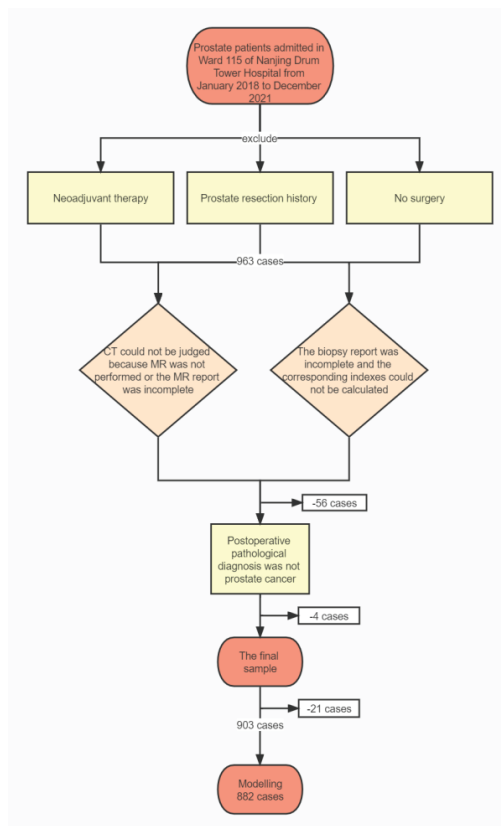 Prostate patients admitted in
Ward 115 of Nanjing Drum
Tower Hospital from
January 2018 to December
2021
exclude
Neoadjuvant therapy
Prostate resection history
No surgery
963 cases
CT could not be judged
because MR was not
performed or the MR report
was incomplete
The biopsy report was
incomplete and the
corresponding indexes could
not be calculated
-56 cases
Postoperative
pathological
diagnosis was not
prostate cancer
-4 cases
The final
sample
-21 cases
903 cases
Modelling
882 cases